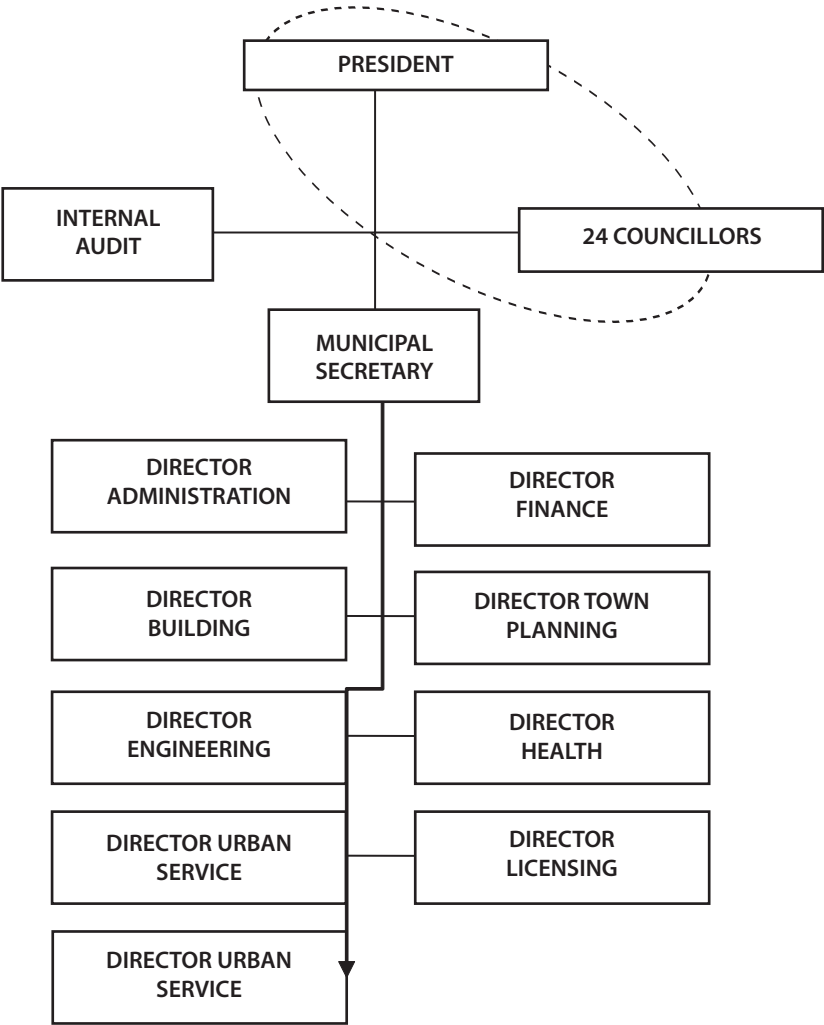 PRESIDENT
INTERNAL
AUDIT
24 COUNCILLORS
MUNICIPAL
SECRETARY
DIRECTOR
ADMINISTRATION
DIRECTOR
FINANCE
DIRECTOR
BUILDING
DIRECTOR TOWN
PLANNING
DIRECTOR
ENGINEERING
DIRECTOR
HEALTH
DIRECTOR URBAN
SERVICE
DIRECTOR
LICENSING
DIRECTOR URBAN
SERVICE